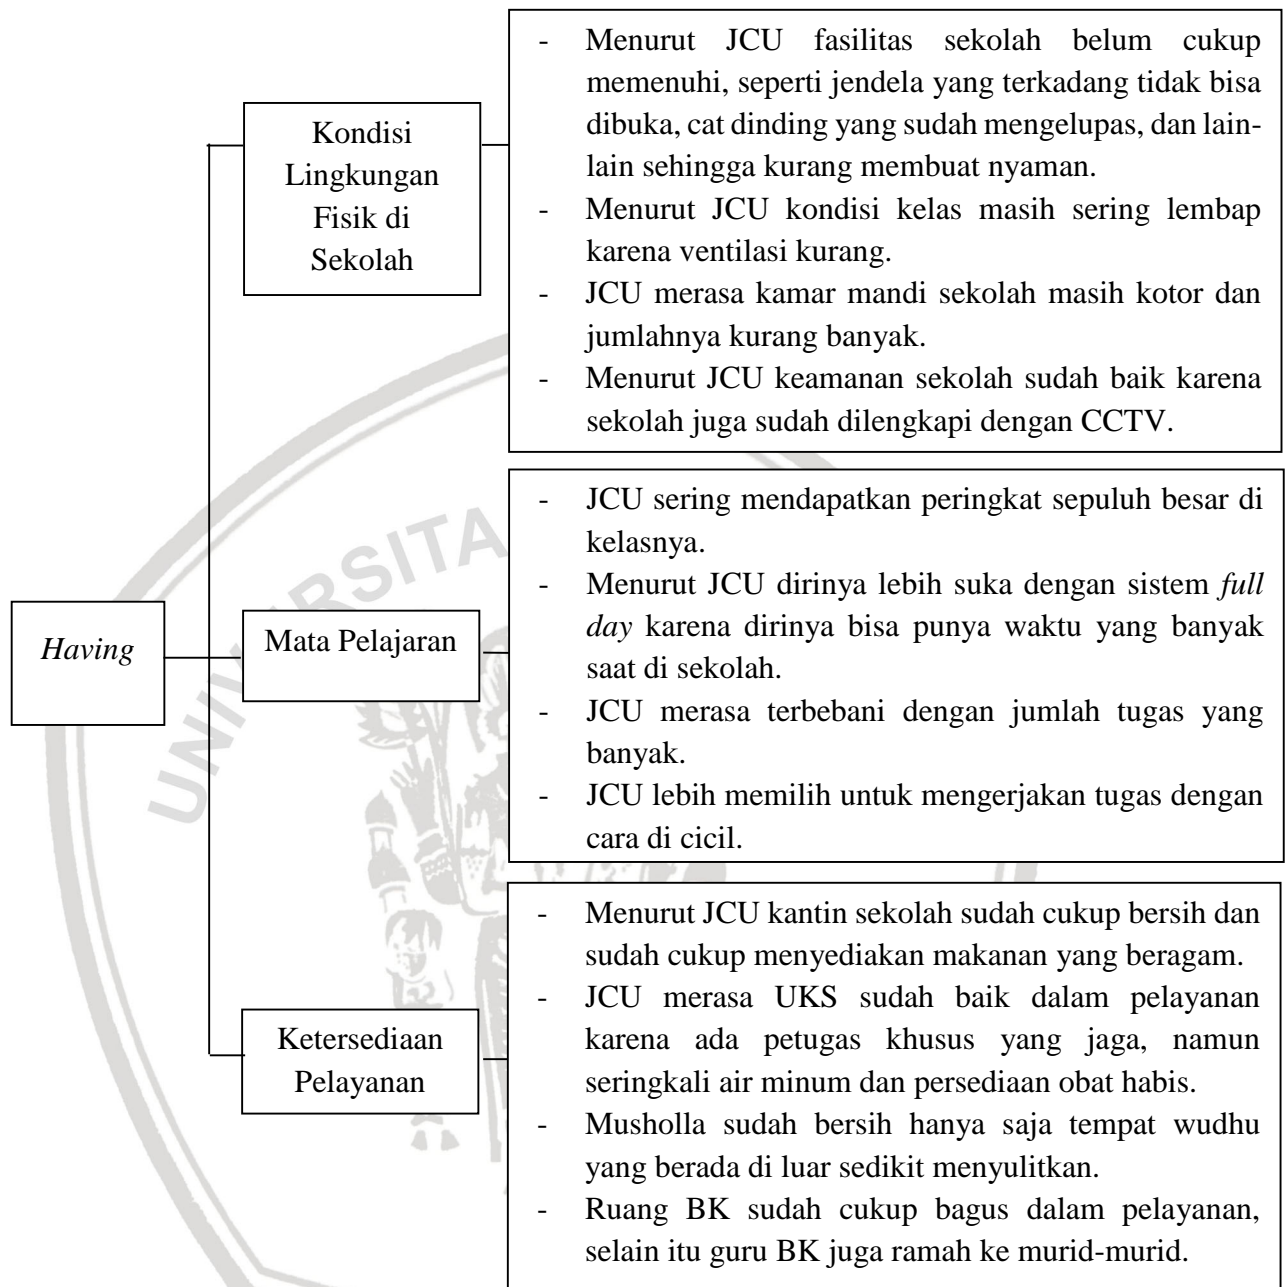 - Menurut JCU fasilitas sekolah belum cukup
memenuhi, seperti jendela yang terkadang tidak bisa
dibuka, cat dinding yang sudah mengelupas, dan lain-
lain sehingga kurang membuat nyaman.
- Menurut JCU kondisi kelas masih sering lembap
karena ventilasi kurang.
- JCU merasa kamar mandi sekolah masih kotor dan
jumlahnya kurang banyak.
- Menurut JCU keamanan sekolah sudah baik karena
sekolah juga sudah dilengkapi dengan CCTV.
Kondisi
Lingkungan
Fisik di
Sekolah
- JCU sering mendapatkan peringkat sepuluh besar di
kelasnya.
- Menurut JCU dirinya lebih suka dengan sistem full
day karena dirinya bisa punya waktu yang banyak
saat di sekolah.
- JCU merasa terbebani dengan jumlah tugas yang
banyak.
- JCU lebih memilih untuk mengerjakan tugas dengan
cara di cicil.
Having
Mata Pelajaran
- Menurut JCU kantin sekolah sudah cukup bersih dan
sudah cukup menyediakan makanan yang beragam.
- JCU merasa UKS sudah baik dalam pelayanan
karena ada petugas khusus yang jaga, namun
seringkali air minum dan persediaan obat habis.
- Musholla sudah bersih hanya saja tempat wudhu
yang berada di luar sedikit menyulitkan.
- Ruang BK sudah cukup bagus dalam pelayanan,
selain itu guru BK juga ramah ke murid-murid.
Ketersediaan
Pelayanan